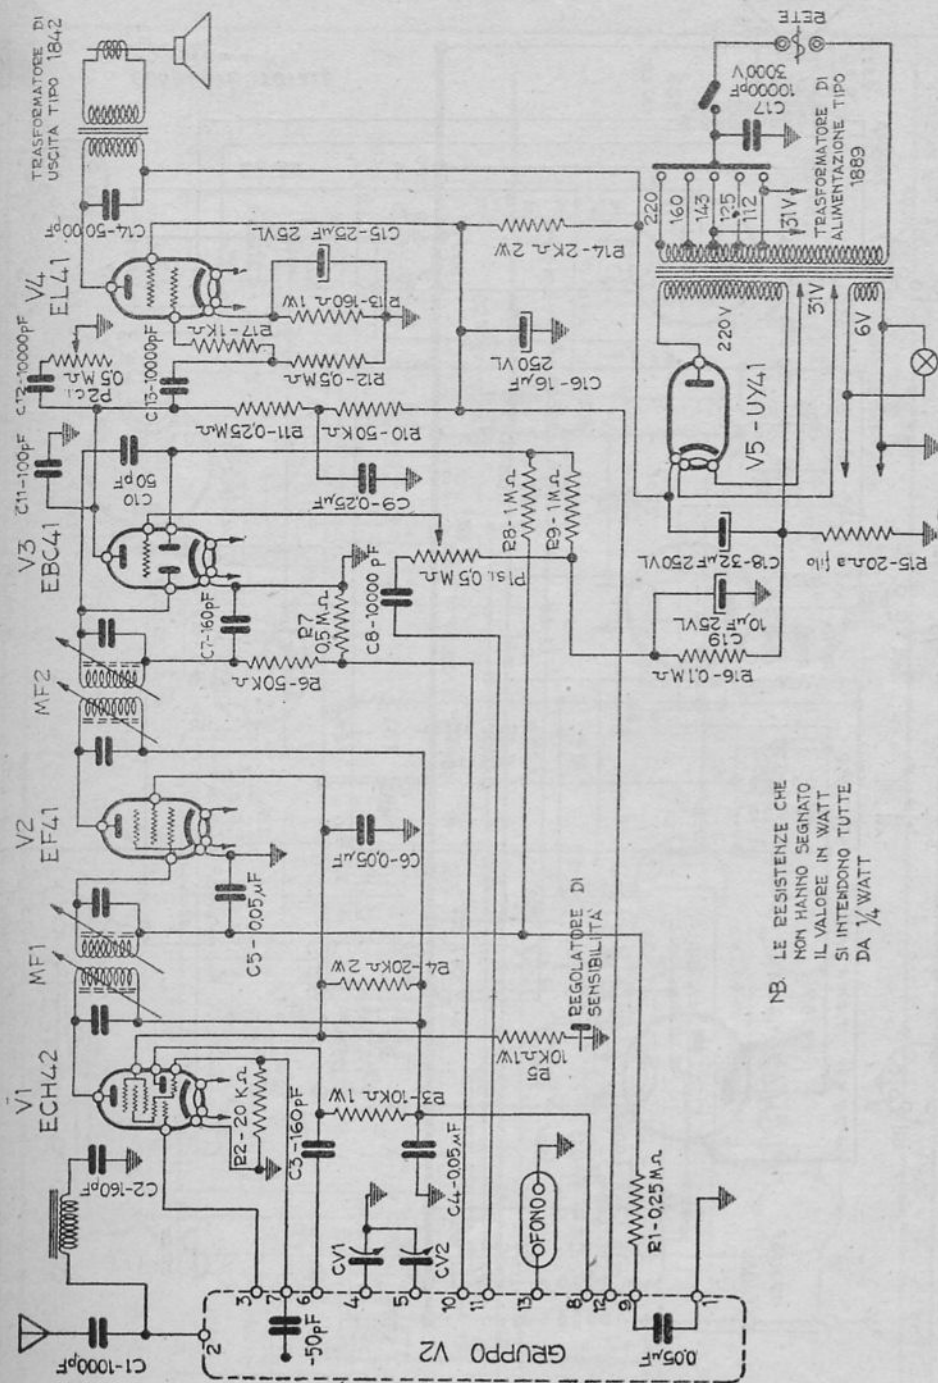 TRASFORMATORE DI
USCITA TIPO 1842
C14-5000pF
V4
EL41
C15-25µF 25VL
R13-160Ω 1W
R17-1KΩ
C12-10000pF
0,5 MΩ
C13-10000pF
R12-0,5MΩ
R11-0,25MΩ
R10-50KΩ
C16-16µF
250VL
R14-2KΩ 2W
RETE
10000pF
3000V
C17
220
160
143
125
112
31V
TRASFORMATORE DI
ALIMENTAZIONE TIPO
1889
220V
31V
6V
V5-UY41
C18-32µF 250VL
R15-20Ω a filo
C19
10µF 25VL
R16-0,1MΩ
C11-100pF
V3
EBC41
C10
50pF
C9-0,25µF
R8-1MΩ
R9-1MΩ
P1si. 0,5MΩ
C8-10000pF
C7-160pF
R7
0,5MΩ
R6-50KΩ
MF2
V2
EF41
C6-0,05µF
C5-0,05µF
MF1
R4-20KΩ 2W
R5
10KΩ 1W
REGOLATORE DI
SENSIBILITÀ
V1
ECH42
C2-160pF
R2-20KΩ
C3-160pF
R3-10KΩ 1W
C4-0,05µF
CV1
CV2
FONO
R1-0,25MΩ
C1-1000pF
2
3
7
6
4
5
10
11
13
8
12
9
1
50pF
GRUPPO V2
0,05µF
NB. LE RESISTENZE CHE
NON HANNO SEGNATO
IL VALORE IN WATT
SI INTENDONO TUTTE
DA ¼ WATT